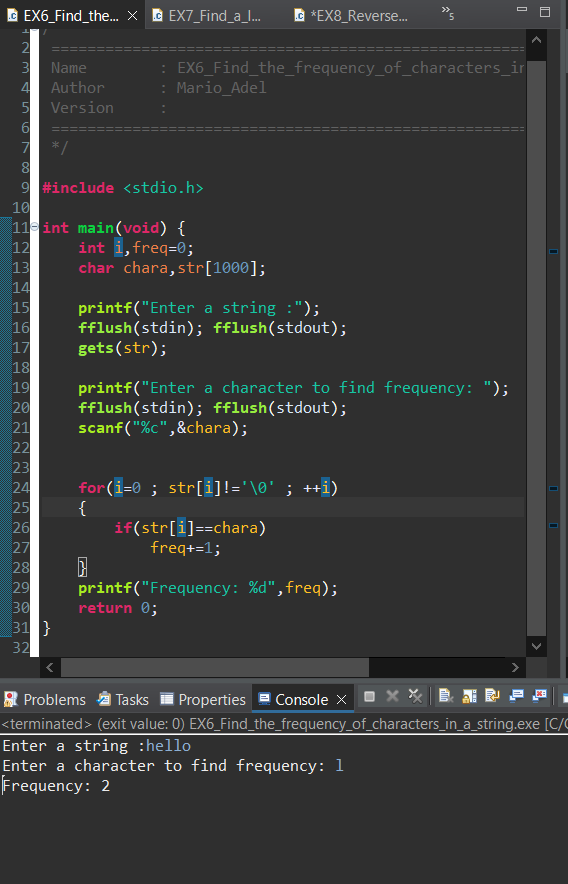 EX6_Find_the... EX7_Find_a_l... *EX8_Reverse... »5
1 /
2 ====================================================
3 Name : EX6_Find_the_frequency_of_characters_in
4 Author : Mario_Adel
5 Version :
6 ====================================================
7 */
8
9 #include <stdio.h>
10
11 int main(void) {
12 int i,freq=0;
13 char chara,str[1000];
14
15 printf("Enter a string :");
16 fflush(stdin); fflush(stdout);
17 gets(str);
18
19 printf("Enter a character to find frequency: ");
20 fflush(stdin); fflush(stdout);
21 scanf("%c",&chara);
22
23
24 for(i=0 ; str[i]!='\0' ; ++i)
25 {
26 if(str[i]==chara)
27 freq+=1;
28 }
29 printf("Frequency: %d",freq);
30 return 0;
31 }
32
Problems Tasks Properties Console
<terminated> (exit value: 0) EX6_Find_the_frequency_of_characters_in_a_string.exe [C/C
Enter a string :hello
Enter a character to find frequency: l
Frequency: 2